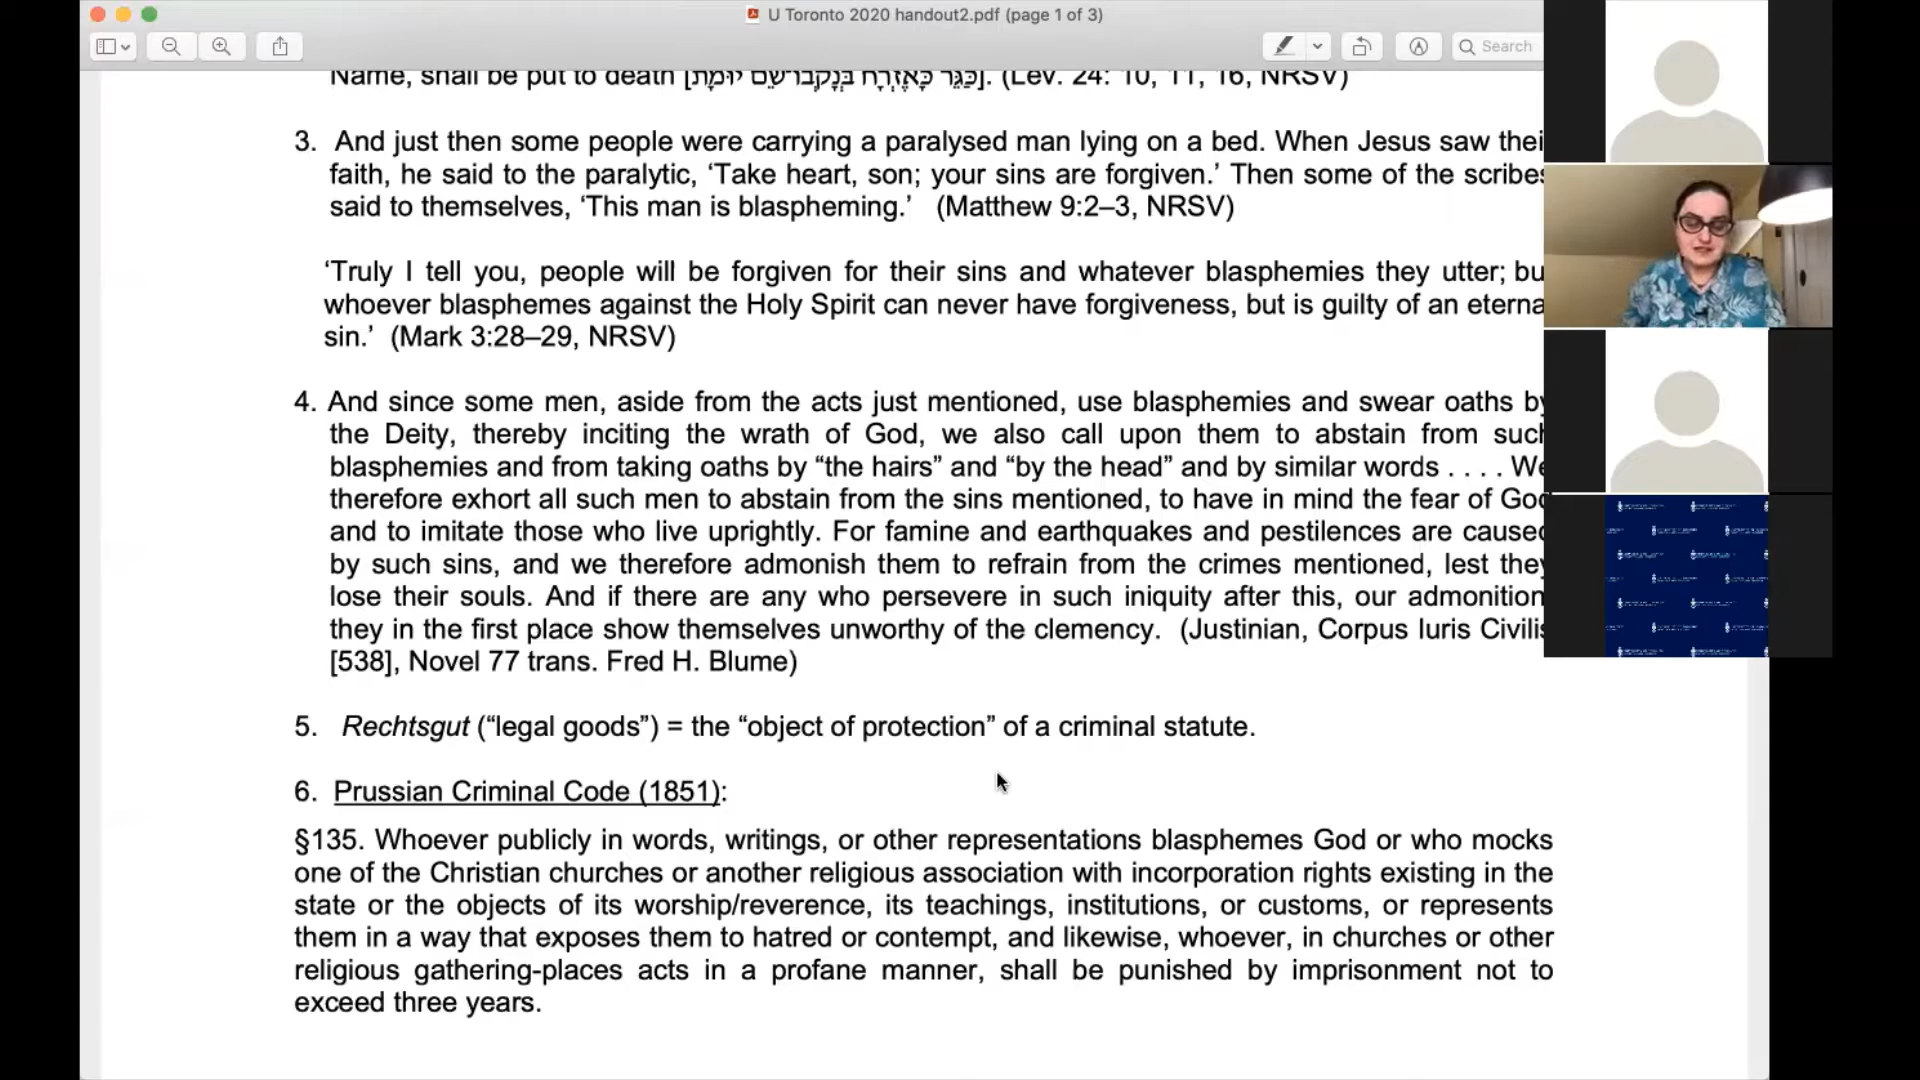 U Toronto 2020 handout2.pdf (page 1 of 3)
Search
Name, shall be put to death [כַּגֵּר כָּאֶזְרָח בְּנָקְבוֹ־שֵׁם יוּמָת]. (Lev. 24: 10, 11, 16, NRSV)
3. And just then some people were carrying a paralysed man lying on a bed. When Jesus saw thei
faith, he said to the paralytic, ‘Take heart, son; your sins are forgiven.’ Then some of the scribes
said to themselves, ‘This man is blaspheming.’ (Matthew 9:2–3, NRSV)
‘Truly I tell you, people will be forgiven for their sins and whatever blasphemies they utter; bu
whoever blasphemes against the Holy Spirit can never have forgiveness, but is guilty of an eterna
sin.’ (Mark 3:28–29, NRSV)
4. And since some men, aside from the acts just mentioned, use blasphemies and swear oaths by
the Deity, thereby inciting the wrath of God, we also call upon them to abstain from such
blasphemies and from taking oaths by “the hairs” and “by the head” and by similar words . . . . We
therefore exhort all such men to abstain from the sins mentioned, to have in mind the fear of God
and to imitate those who live uprightly. For famine and earthquakes and pestilences are caused
by such sins, and we therefore admonish them to refrain from the crimes mentioned, lest they
lose their souls. And if there are any who persevere in such iniquity after this, our admonition
they in the first place show themselves unworthy of the clemency. (Justinian, Corpus Iuris Civilis
[538], Novel 77 trans. Fred H. Blume)
5. Rechtsgut (“legal goods”) = the “object of protection” of a criminal statute.
6. Prussian Criminal Code (1851):
§135. Whoever publicly in words, writings, or other representations blasphemes God or who mocks
one of the Christian churches or another religious association with incorporation rights existing in the
state or the objects of its worship/reverence, its teachings, institutions, or customs, or represents
them in a way that exposes them to hatred or contempt, and likewise, whoever, in churches or other
religious gathering-places acts in a profane manner, shall be punished by imprisonment not to
exceed three years.